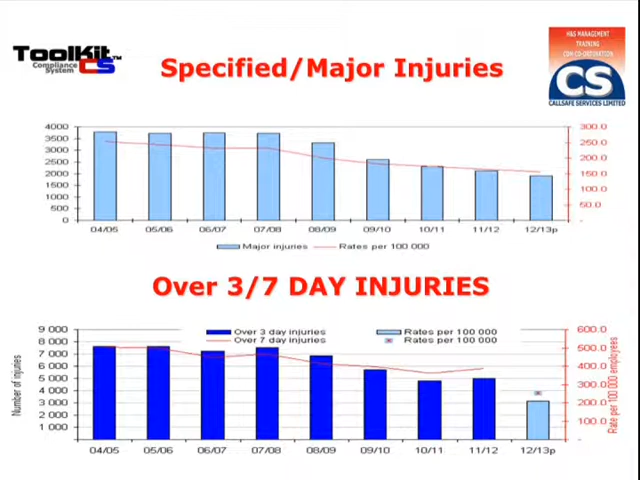 ToolKit™
Compliance
System CS
Specified/Major Injuries
H&S MANAGEMENT
TRAINING
CDM CO-ORDINATION
CS
CALLSAFE SERVICES LIMITED
4000 300.0
3500 250.0
3000 200.0
2500
2000 150.0
1500 100.0
1000 50.0
500
0 -
04/05 05/06 06/07 07/08 08/09 09/10 10/11 11/12 12/13p
Major injuries Rates per 100 000
Over 3/7 DAY INJURIES
9 000 600.0
8 000 500.0
7 000 400.0
6 000
5 000 300.0
4 000
3 000 200.0
2 000 100.0
1 000
- -
Over 3 day injuries Rates per 100 000
Over 7 day injuries Rates per 100 000
Number of injuries
Rate per 100 000 employees
04/05 05/06 06/07 07/08 08/09 09/10 10/11 11/12 12/13p